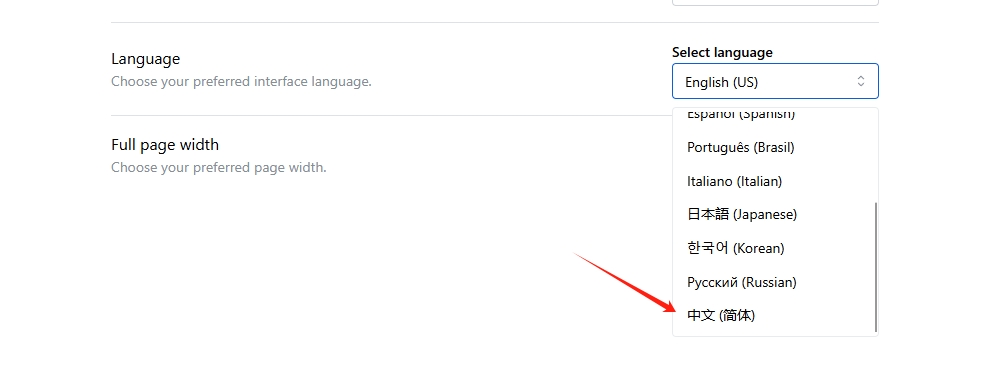 Language
Choose your preferred interface language.
Select language
English (US)
Español (Spanish)
Português (Brasil)
Italiano (Italian)
日本語 (Japanese)
한국어 (Korean)
Русский (Russian)
中文 (简体)
Full page width
Choose your preferred page width.